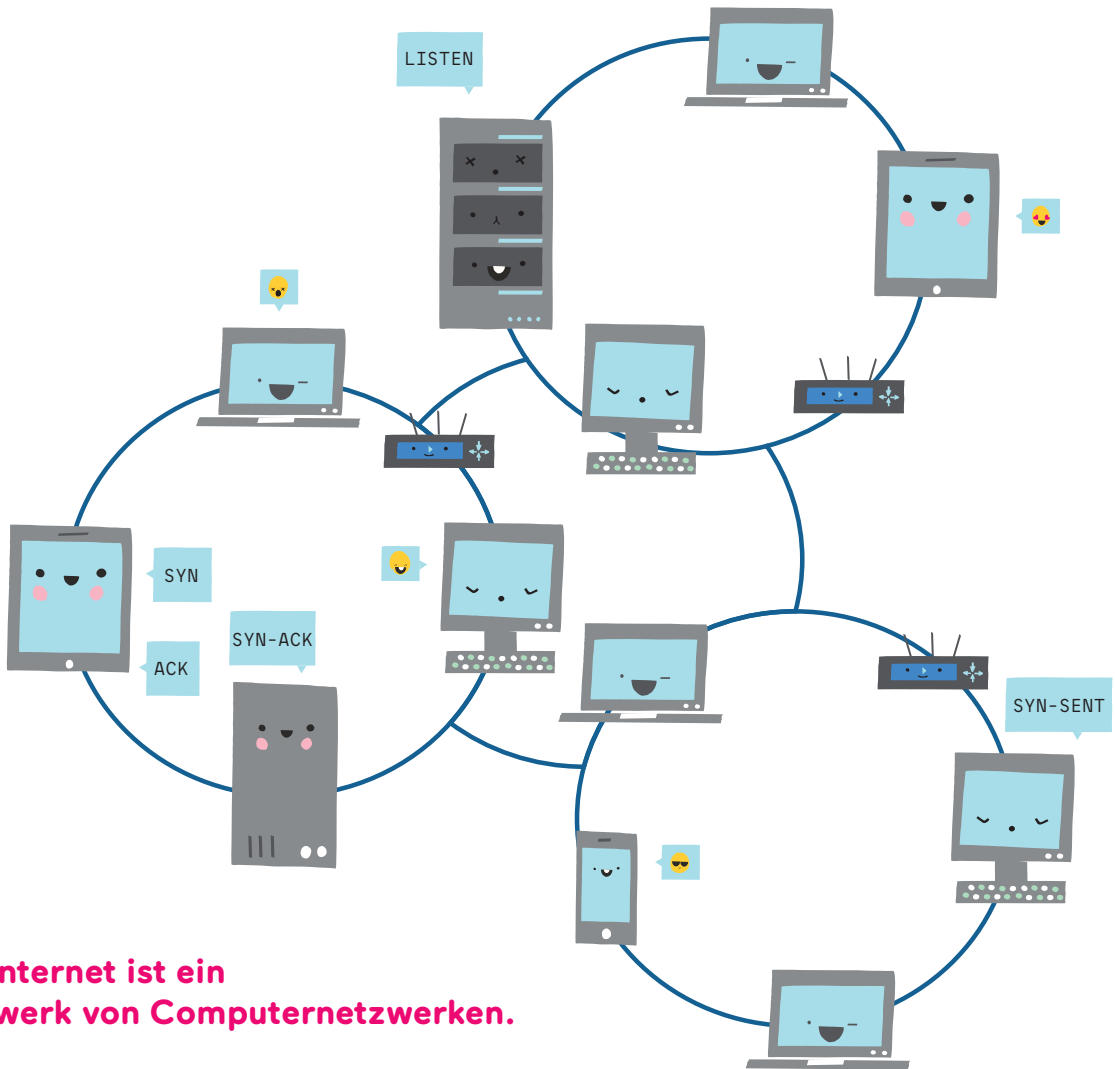 LISTEN
SYN
SYN-ACK
ACK
SYN-SENT
nternet ist ein
werk von Computernetzwerken.